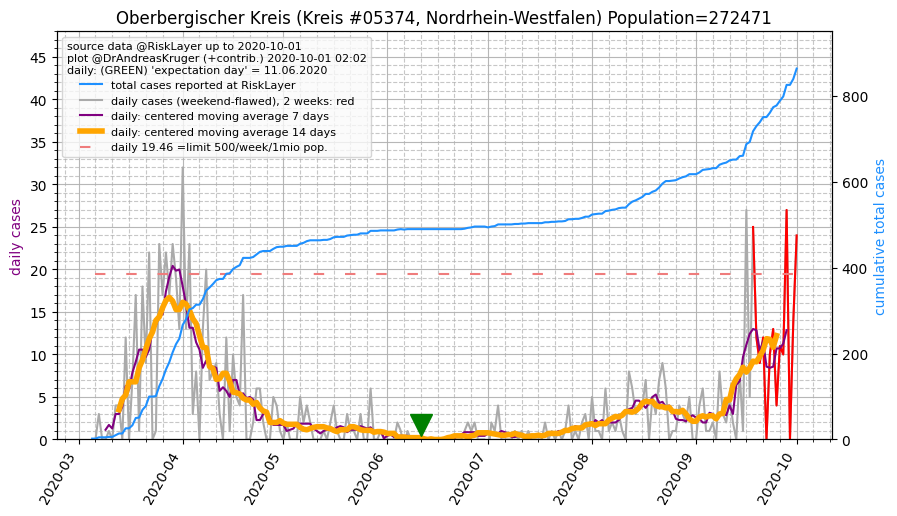 Oberbergischer Kreis (Kreis #05374, Nordrhein-Westfalen) Population=272471
source data @RiskLayer up to 2020-10-01
plot @DrAndreasKruger (+contrib.) 2020-10-01 02:02
daily: (GREEN) 'expectation day' = 11.06.2020
total cases reported at RiskLayer
daily cases (weekend-flawed), 2 weeks: red
daily: centered moving average 7 days
daily: centered moving average 14 days
daily 19.46 =limit 500/week/1mio pop.
daily cases
45
40
35
30
25
20
15
10
5
0
cumulative total cases
800
600
400
200
0
2020-03
2020-04
2020-05
2020-06
2020-07
2020-08
2020-09
2020-10